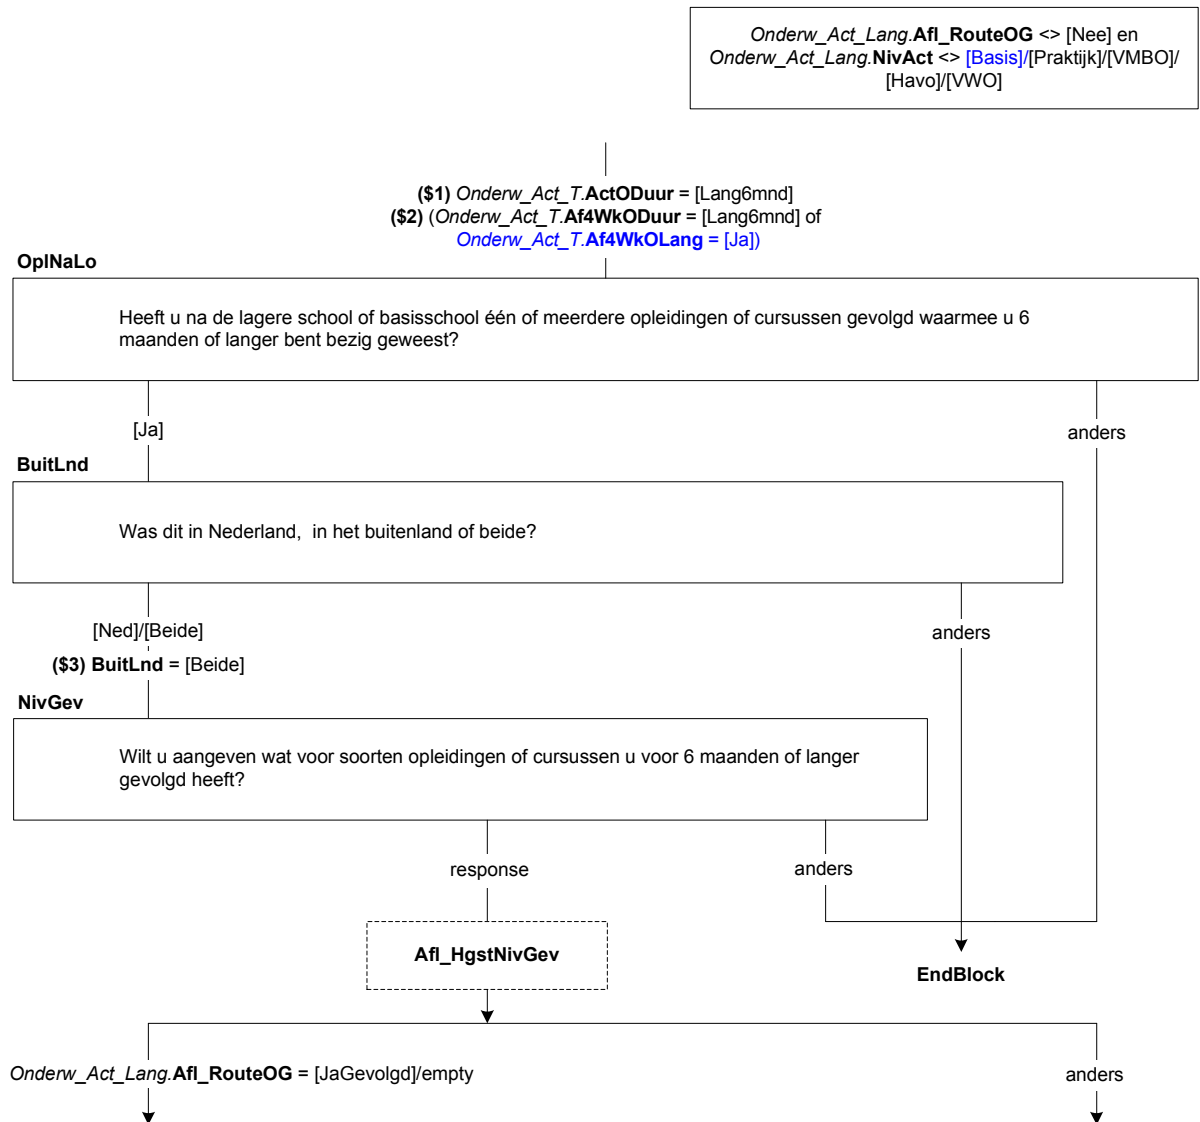 Onderw_Act_Lang.Afl_RouteOG <> [Nee] en
Onderw_Act_Lang.NivAct <> [Basis]/[Praktijk]/[VMBO]/
[Havo]/[VWO]
($1) Onderw_Act_T.ActODuur = [Lang6mnd]
($2) (Onderw_Act_T.Af4WkODuur = [Lang6mnd] of
Onderw_Act_T.Af4WkOLang = [Ja])
OplNaLo
Heeft u na de lagere school of basisschool één of meerdere opleidingen of cursussen gevolgd waarmee u 6
maanden of langer bent bezig geweest?
[Ja]
anders
BuitLnd
Was dit in Nederland, in het buitenland of beide?
[Ned]/[Beide]
anders
($3) BuitLnd = [Beide]
NivGev
Wilt u aangeven wat voor soorten opleidingen of cursussen u voor 6 maanden of langer
gevolgd heeft?
response
anders
Afl_HgstNivGev
EndBlock
Onderw_Act_Lang.Afl_RouteOG = [JaGevolgd]/empty
anders